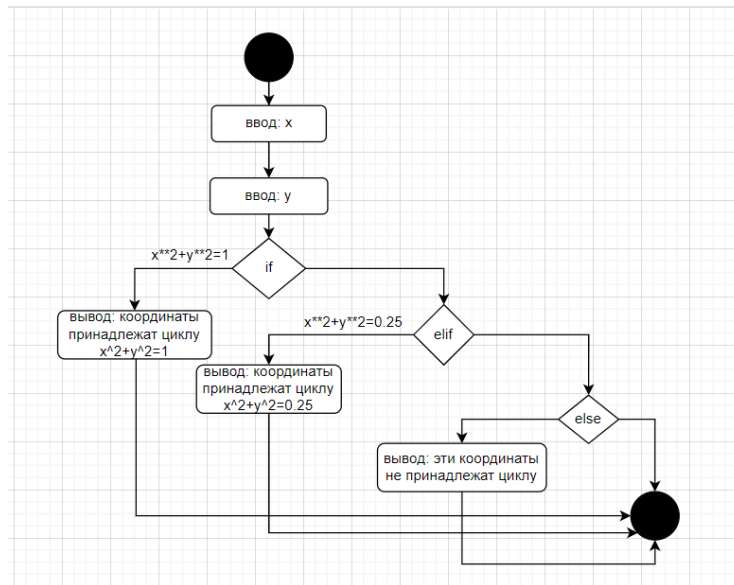 ввод: x
ввод: y
x**2+y**2=1
if
вывод: координаты
принадлежат циклу
x^2+y^2=1
x**2+y**2=0.25
elif
вывод: координаты
принадлежат циклу
x^2+y^2=0.25
else
вывод: эти координаты
не принадлежат циклу